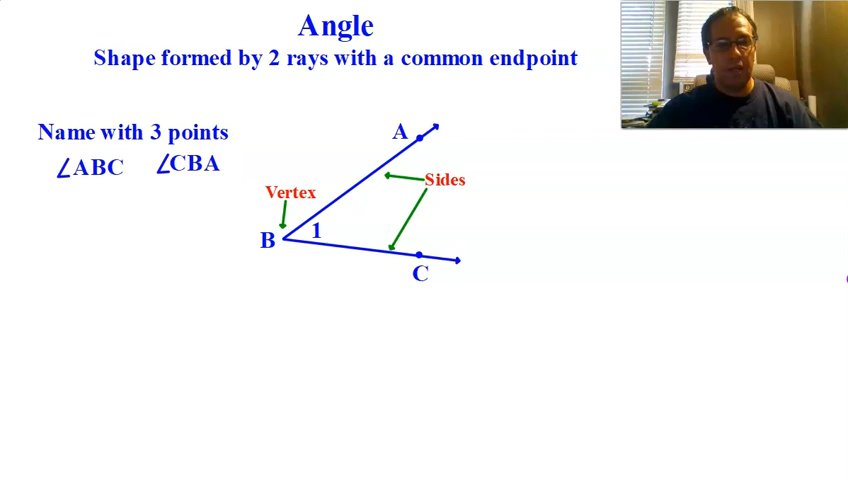 Angle
Shape formed by 2 rays with a common endpoint
Name with 3 points
∠ABC ∠CBA
A
Sides
Vertex
B
1
C